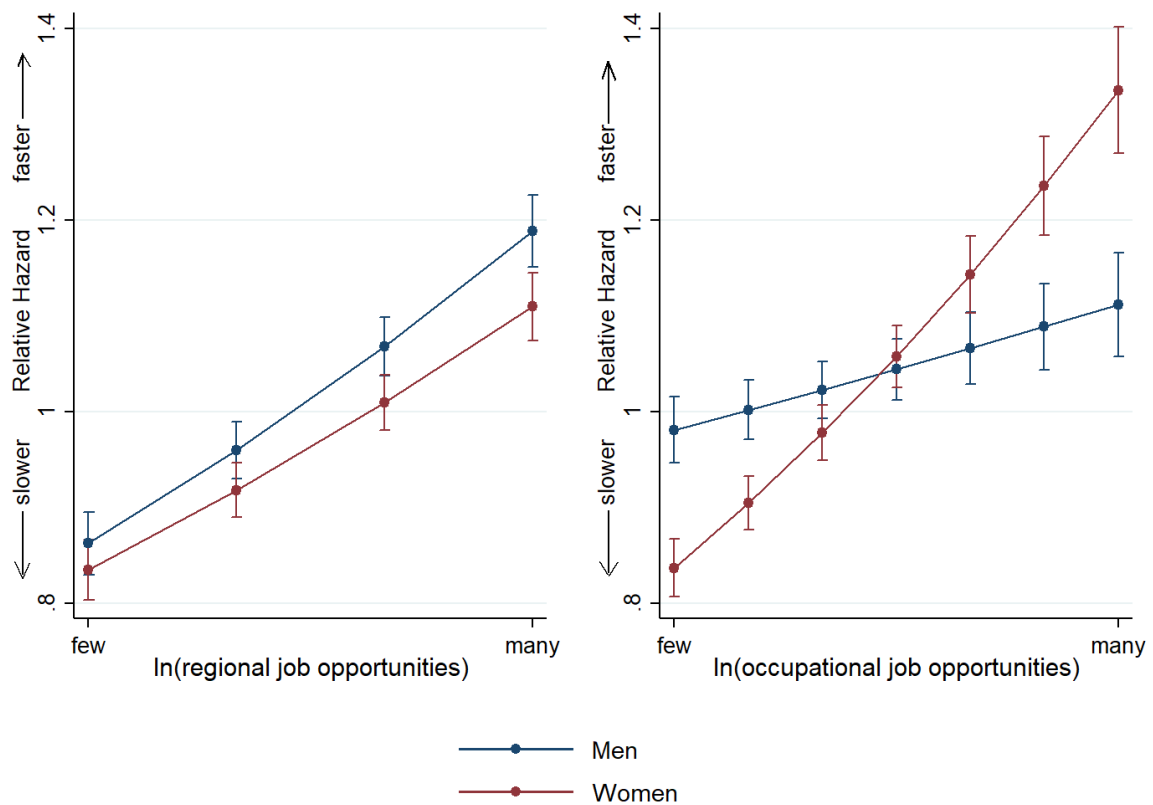 1.4
1.2
1
.8
slower
Relative Hazard
faster
few
many
ln(regional job opportunities)
1.4
1.2
1
.8
slower
Relative Hazard
faster
few
many
ln(occupational job opportunities)
Men
Women